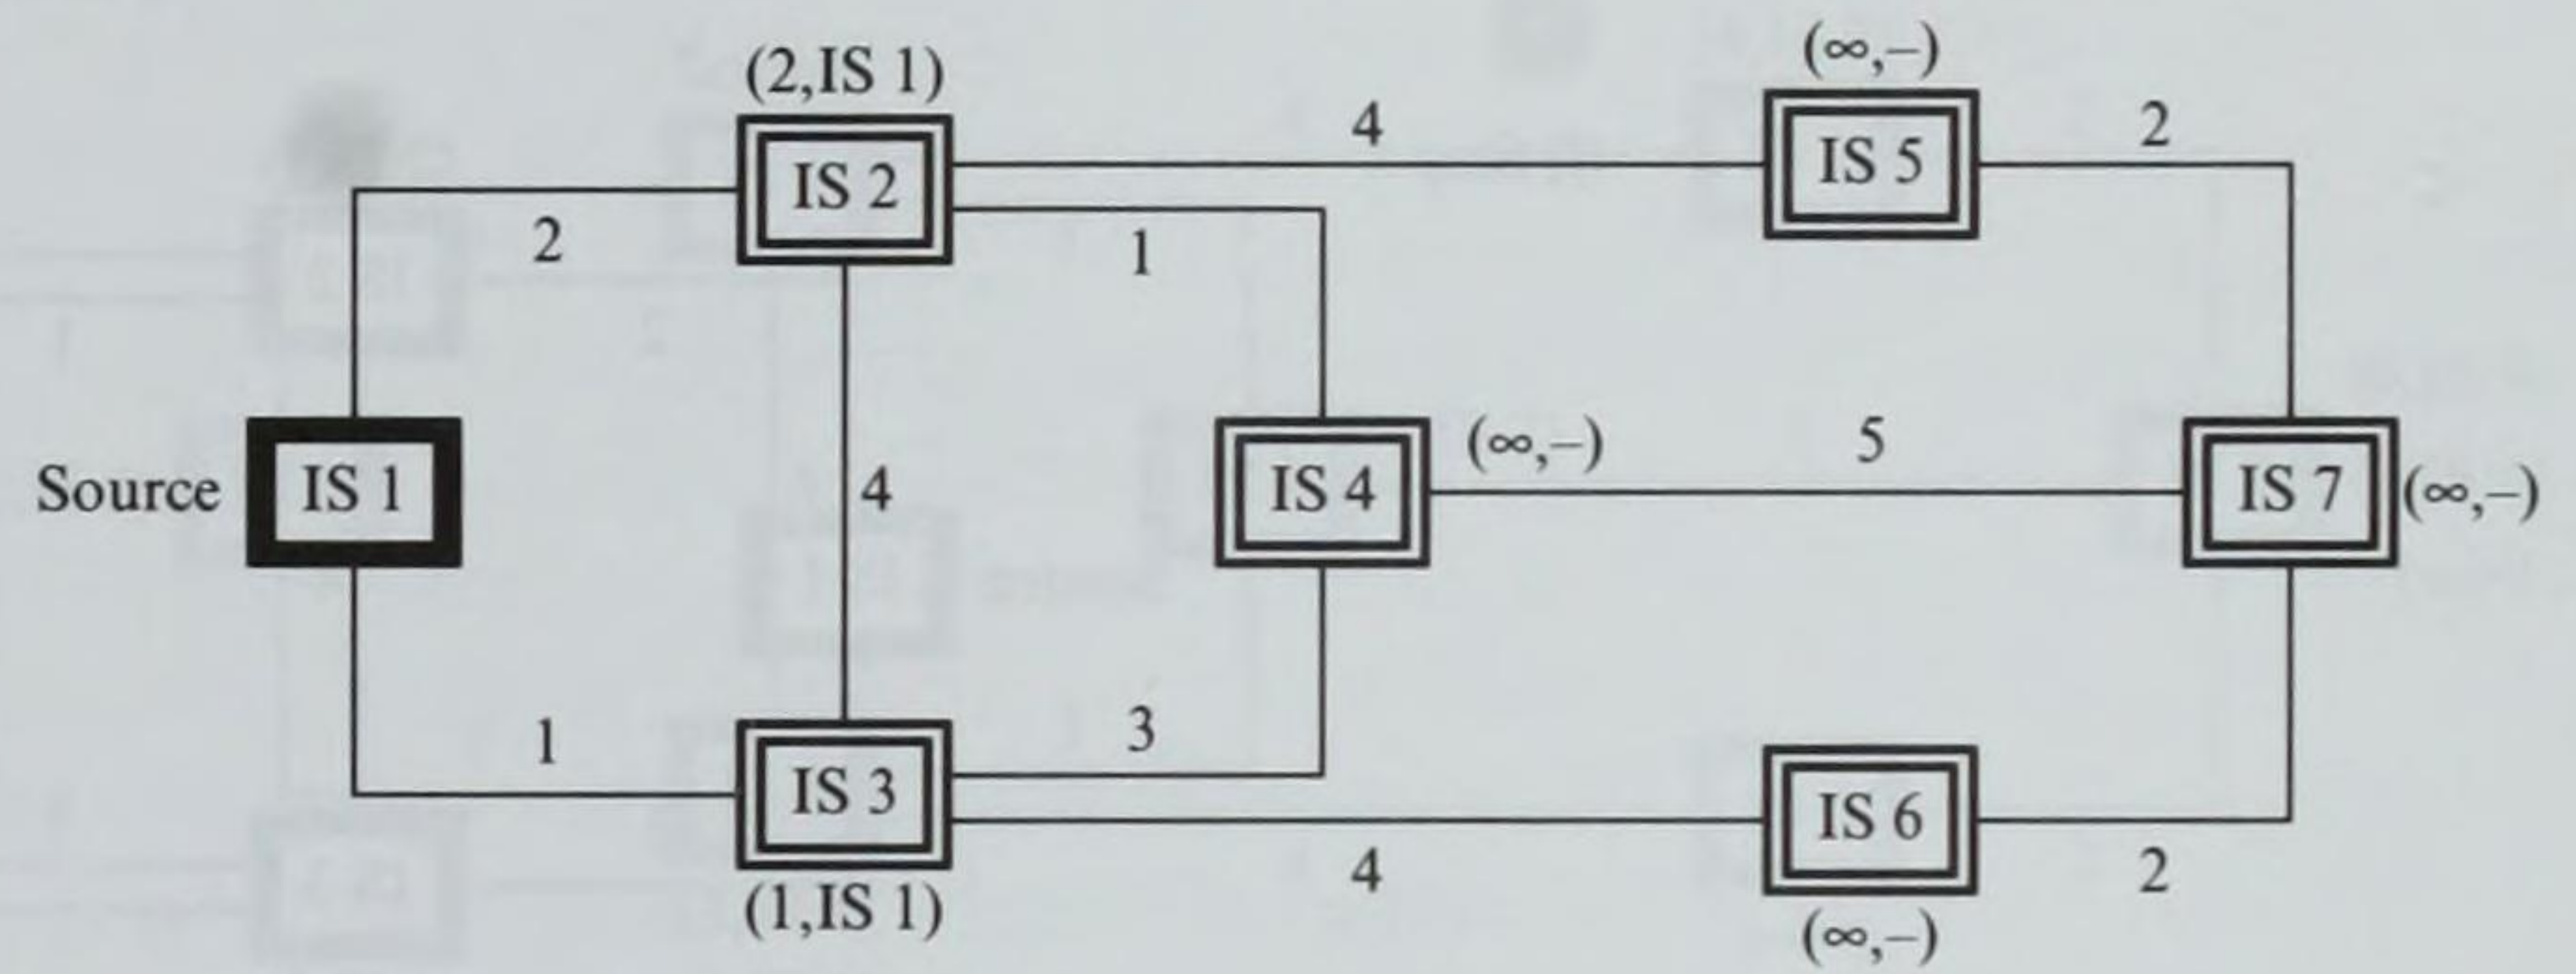 (∞,–)
(2,IS 1)
4
2
IS 5
IS 2
2
1
(∞,–)
5
Source
IS 1
4
IS 4
IS 7
(∞,–)
3
1
IS 3
IS 6
4
2
(1,IS 1)
(∞,–)